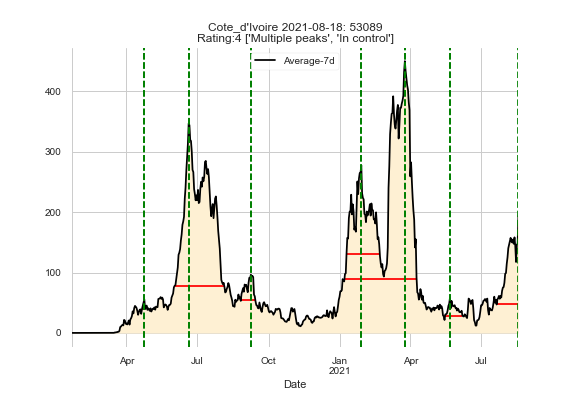 Cote_d'Ivoire 2021-08-18: 53089
Rating:4 ['Multiple peaks', 'In control']
Average-7d
400
300
200
100
0
Apr
Jul
Oct
Jan
2021
Apr
Jul
Date